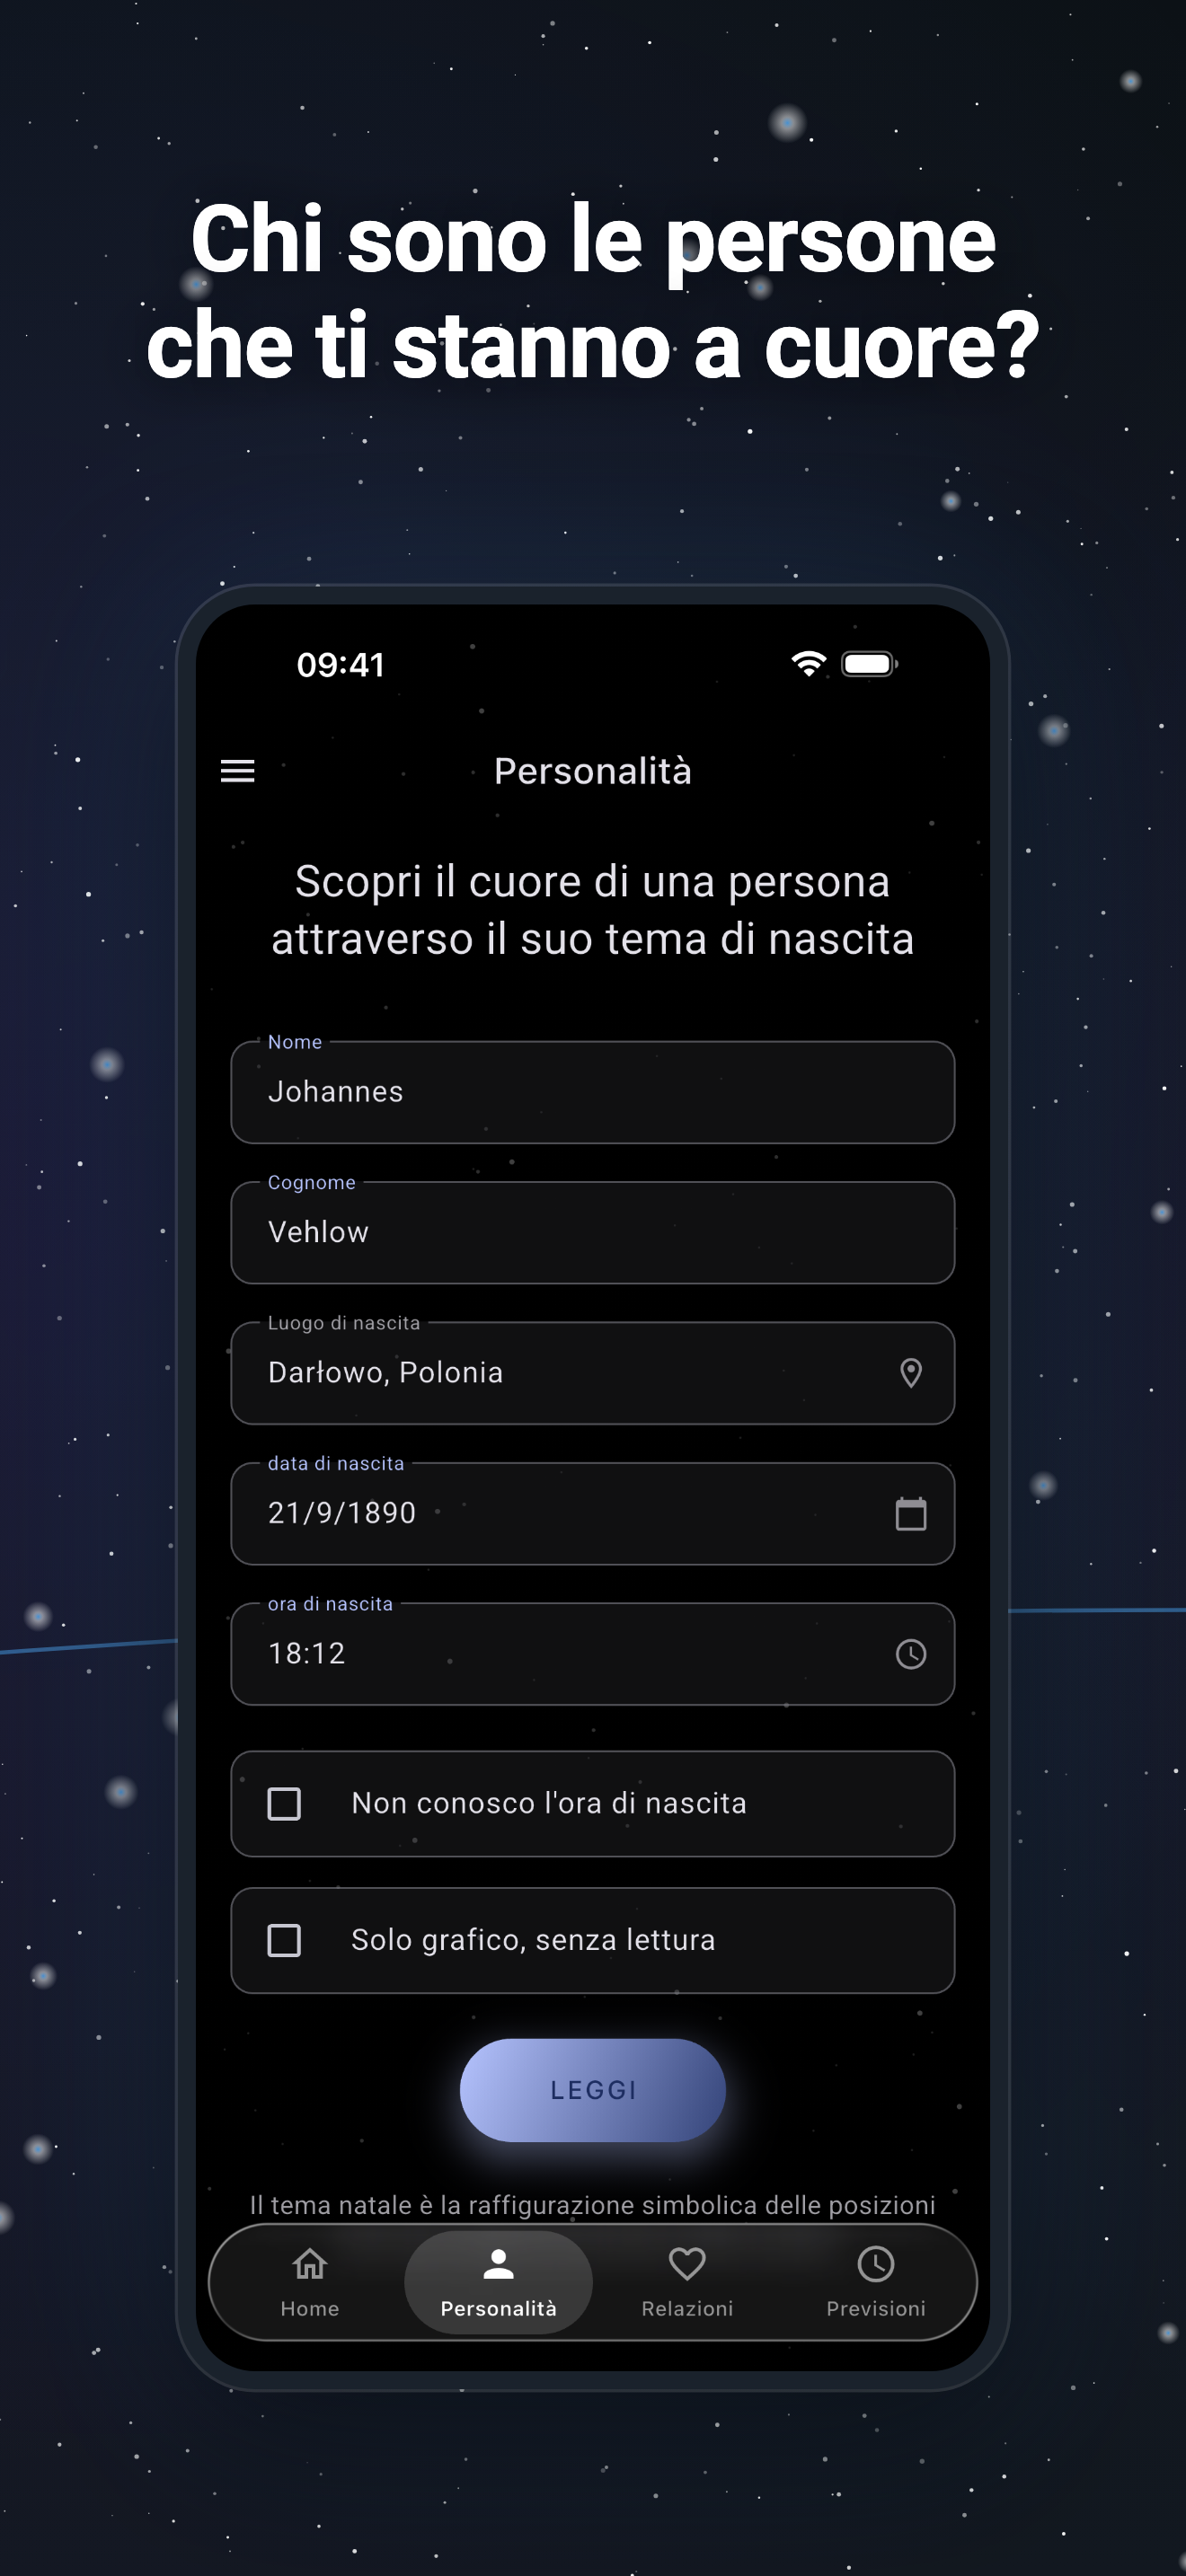 Chi sono le persone
che ti stanno a cuore?
09:41
Personalità
Scopri il cuore di una persona
attraverso il suo tema di nascita
Nome
Johannes
Cognome
Vehlow
Luogo di nascita
Darłowo, Polonia
data di nascita
21/9/1890
ora di nascita
18:12
Non conosco l'ora di nascita
Solo grafico, senza lettura
LEGGI
Il tema natale è la raffigurazione simbolica delle posizioni
Home
Personalità
Relazioni
Previsioni